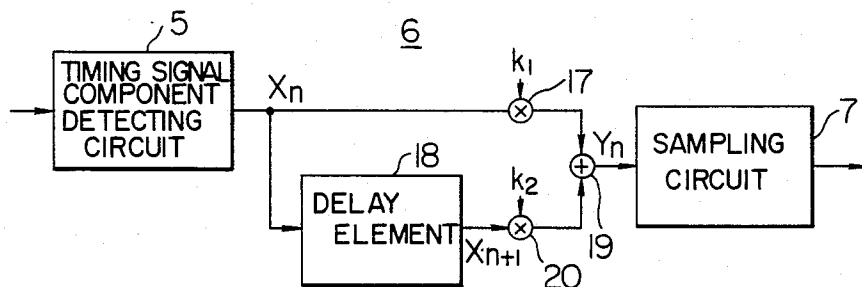 5
6
TIMING SIGNAL
COMPONENT
DETECTING
CIRCUIT
Xn
k1
17
18
DELAY
ELEMENT
Xn+1
k2
20
19
Yn
7
SAMPLING
CIRCUIT